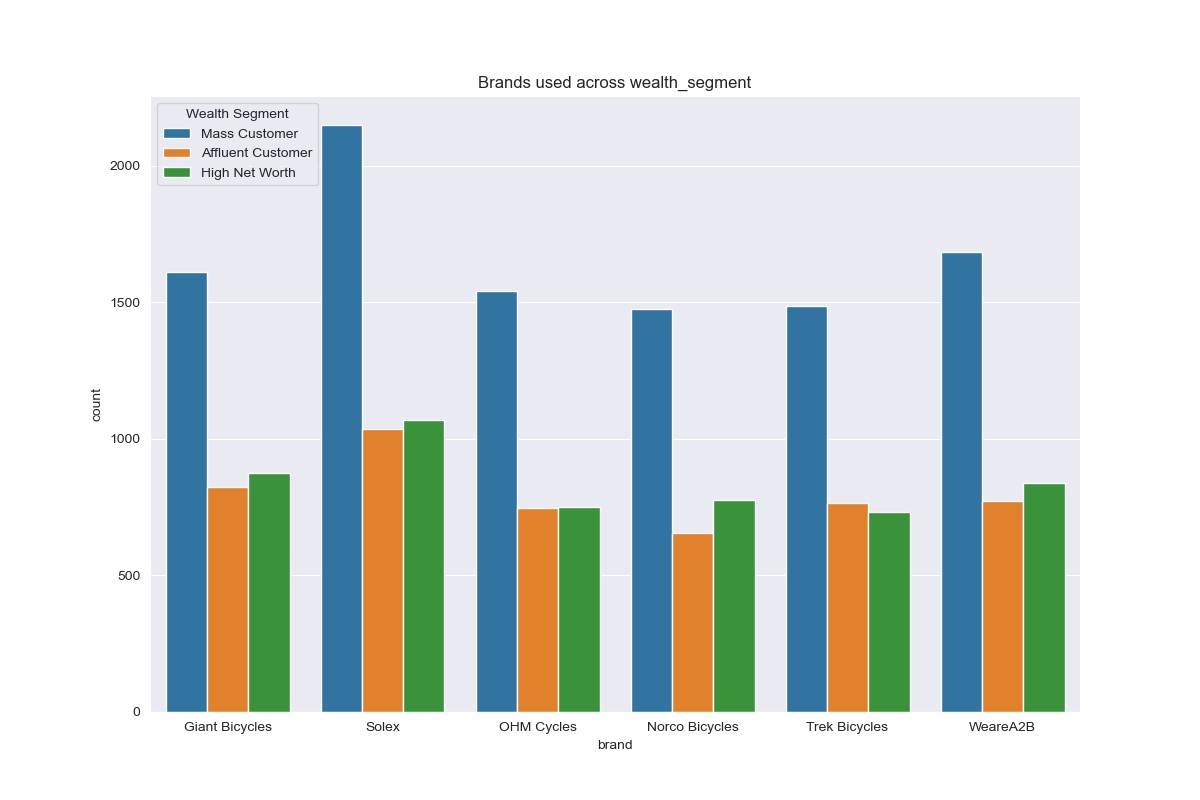 Brands used across wealth_segment
Wealth Segment
Mass Customer
Affluent Customer
High Net Worth
2000
1500
1000
500
0
count
Giant Bicycles
Solex
OHM Cycles
Norco Bicycles
Trek Bicycles
WeareA2B
brand